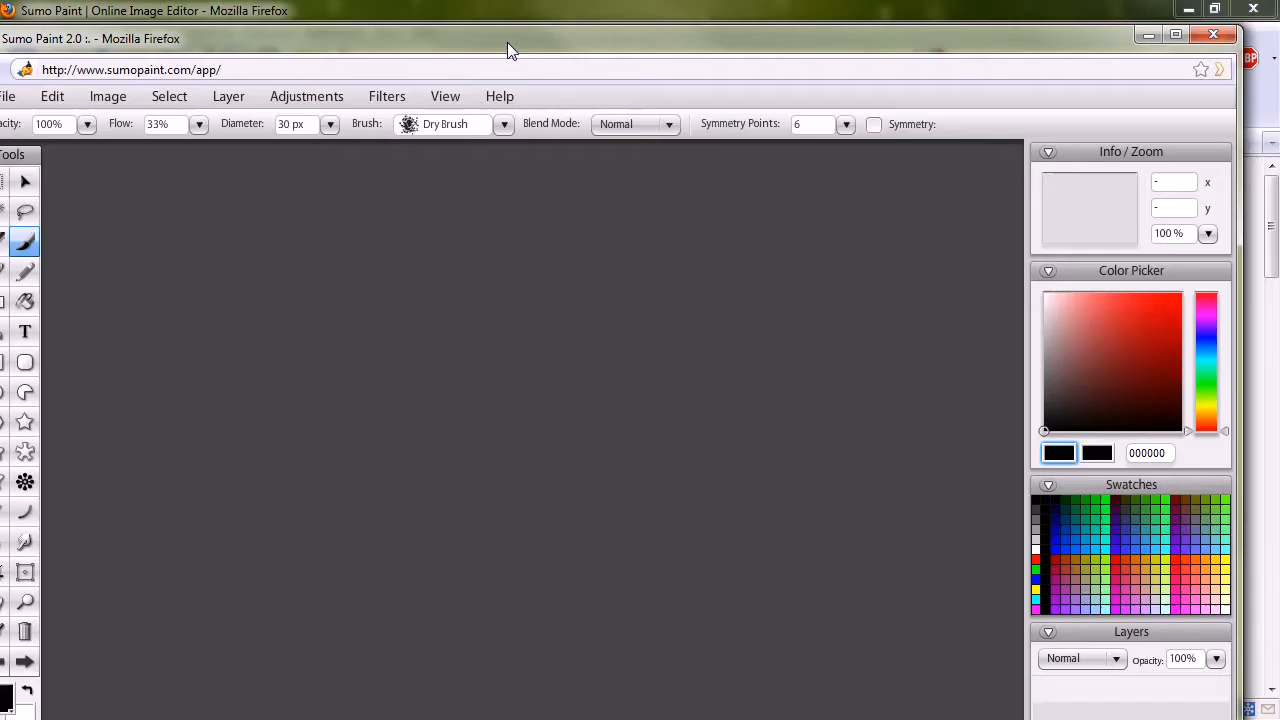 Sumo Paint | Online Image Editor - Mozilla Firefox
Sumo Paint 2.0 :. - Mozilla Firefox
http://www.sumopaint.com/app/
File Edit Image Select Layer Adjustments Filters View Help
acity: 100% Flow: 33% Diameter: 30 px Brush: Dry Brush Blend Mode: Normal Symmetry Points: 6 Symmetry:
Tools
Info / Zoom
- x
- y
100 %
Color Picker
000000
Swatches
Layers
Normal Opacity: 100%
T
BP